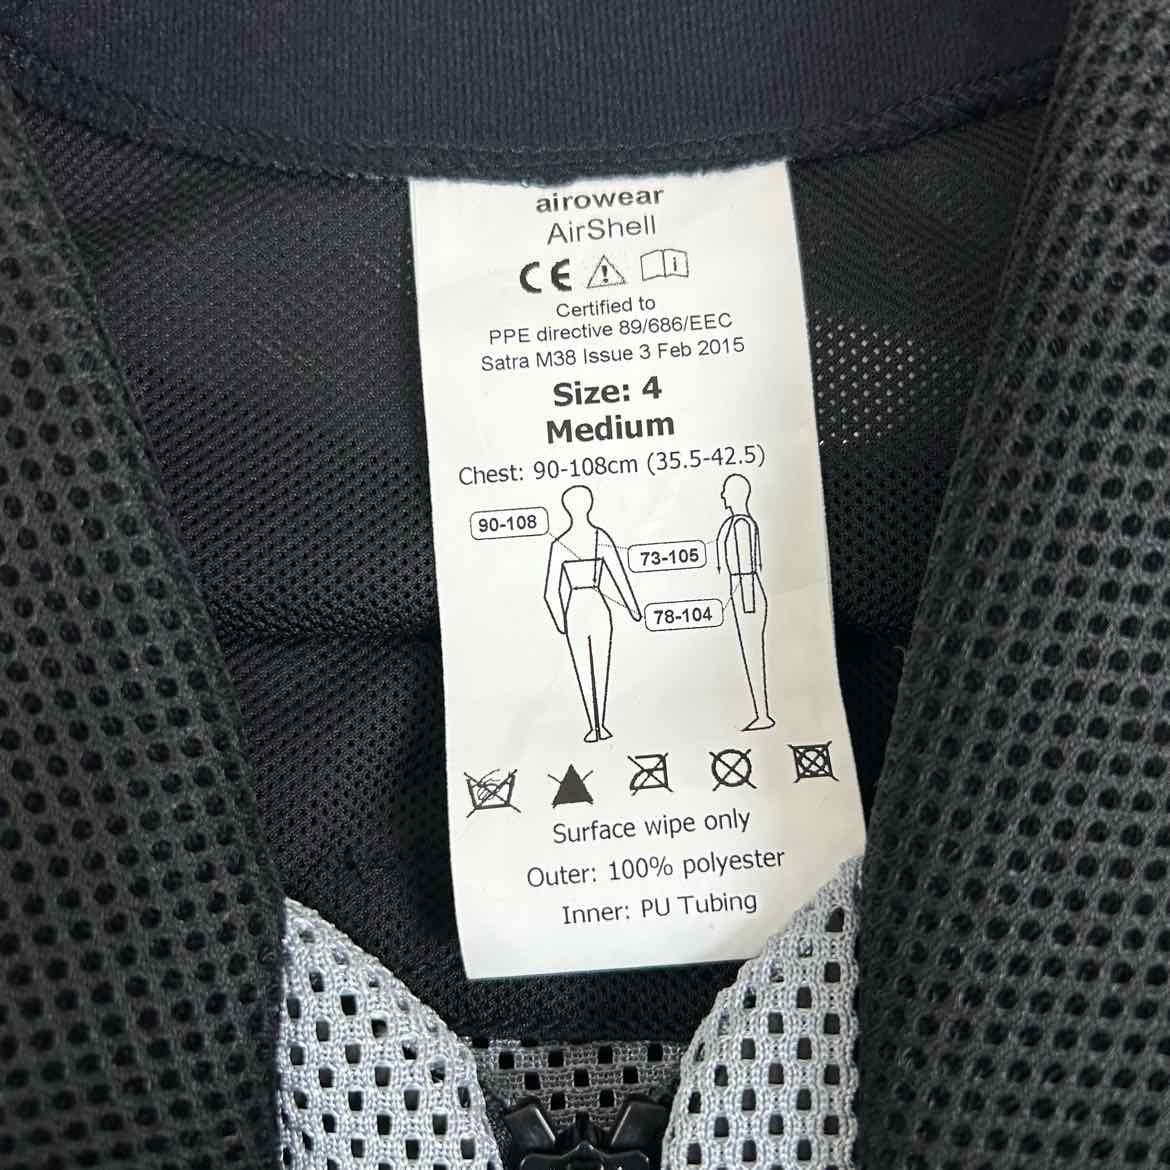 airowear
AirShell
CE
Certified to
PPE directive 89/686/EEC
Satra M38 Issue 3 Feb 2015
Size: 4
Medium
Chest: 90-108cm (35.5-42.5)
90-108
73-105
78-104
Surface wipe only
Outer: 100% polyester
Inner: PU Tubing